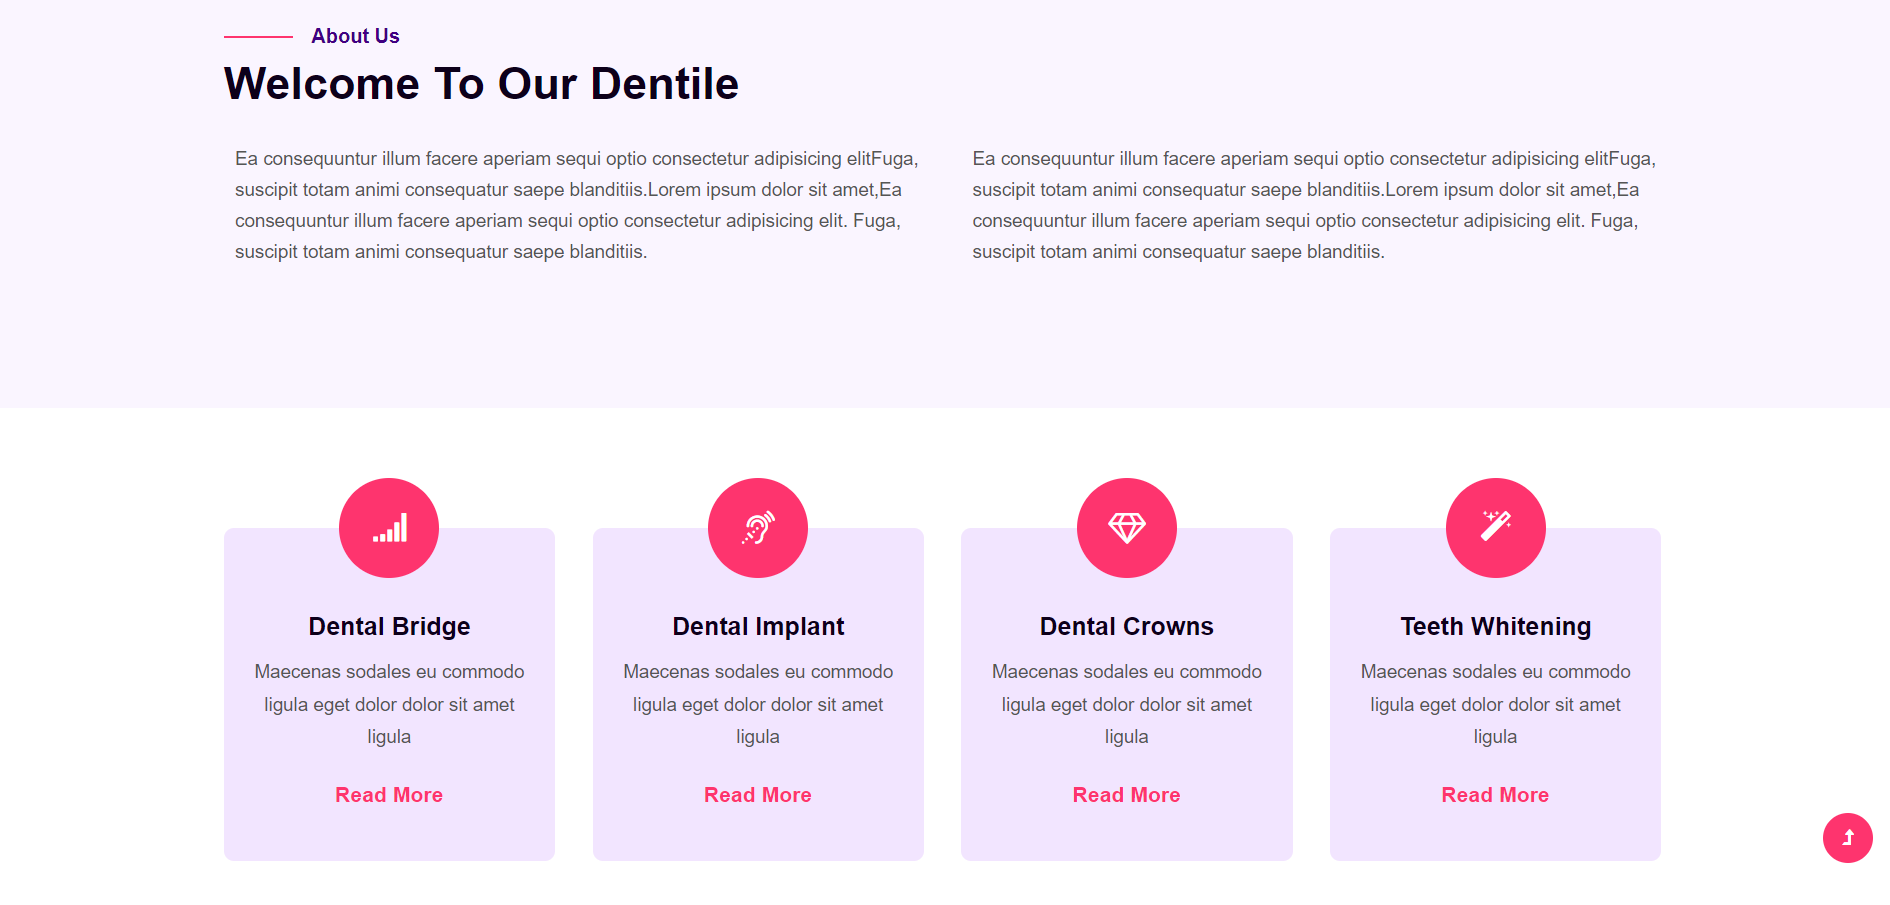 About Us
Welcome To Our Dentile
Ea consequuntur illum facere aperiam sequi optio consectetur adipisicing elitFuga,
suscipit totam animi consequatur saepe blanditiis.Lorem ipsum dolor sit amet,Ea
consequuntur illum facere aperiam sequi optio consectetur adipisicing elit. Fuga,
suscipit totam animi consequatur saepe blanditiis.
Ea consequuntur illum facere aperiam sequi optio consectetur adipisicing elitFuga,
suscipit totam animi consequatur saepe blanditiis.Lorem ipsum dolor sit amet,Ea
consequuntur illum facere aperiam sequi optio consectetur adipisicing elit. Fuga,
suscipit totam animi consequatur saepe blanditiis.
Dental Bridge
Maecenas sodales eu commodo
ligula eget dolor dolor sit amet
ligula
Read More
Dental Implant
Maecenas sodales eu commodo
ligula eget dolor dolor sit amet
ligula
Read More
Dental Crowns
Maecenas sodales eu commodo
ligula eget dolor dolor sit amet
ligula
Read More
Teeth Whitening
Maecenas sodales eu commodo
ligula eget dolor dolor sit amet
ligula
Read More